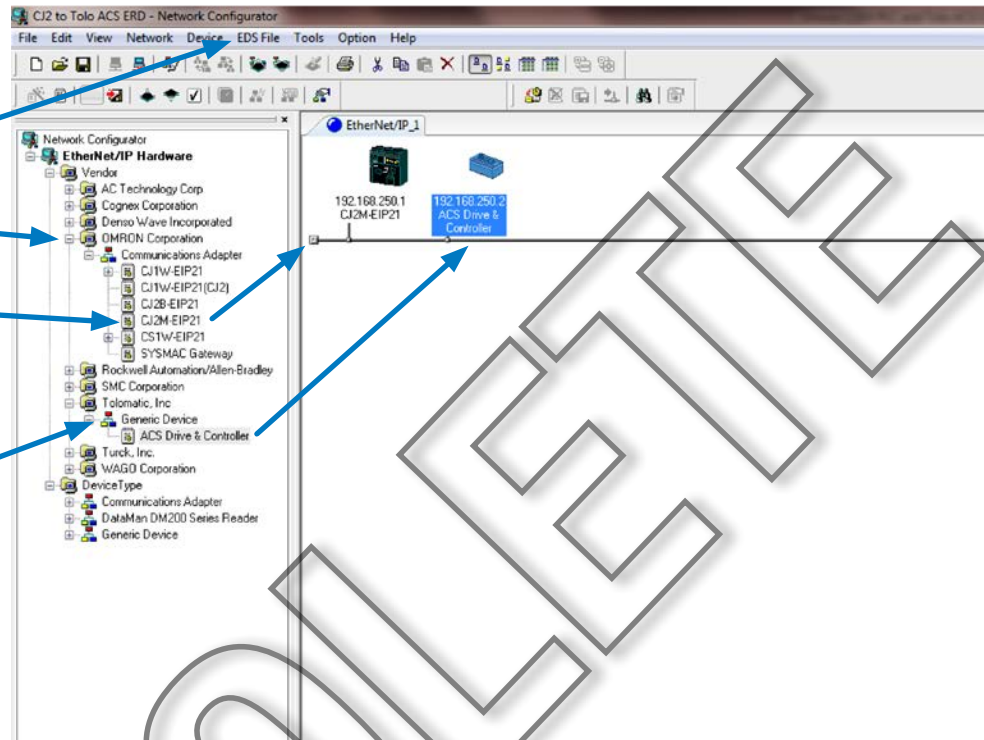 CJ2 to Tolo ACS ERD - Network Configurator
File Edit View Network Device EDS File Tools Option Help
EtherNet/IP_1
Network Configurator
EtherNet/IP Hardware
Vendor
AC Technology Corp
Cognex Corporation
Denso Wave Incorporated
OMRON Corporation
Communications Adapter
CJ1W-EIP21
CJ1W-EIP21(CJ2)
CJ2B-EIP21
CJ2M-EIP21
CS1W-EIP21
SYSMAC Gateway
Rockwell Automation/Allen-Bradley
SMC Corporation
Tolomatic, Inc
Generic Device
ACS Drive & Controller
Turck, Inc.
WAGO Corporation
DeviceType
Communications Adapter
DataMan DM200 Series Reader
Generic Device
192.168.250.1
CJ2M-EIP21
192.168.250.2
ACS Drive &
Controller
OLETE